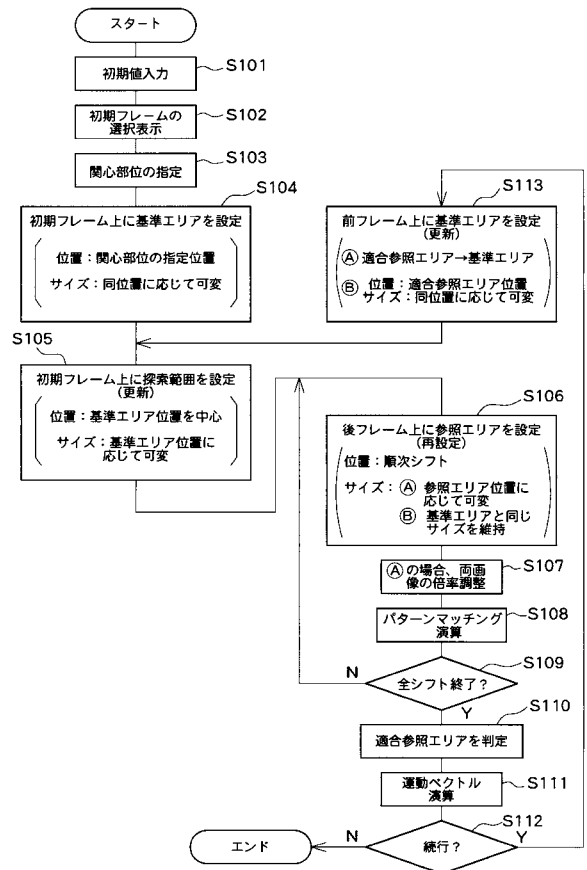 スタート
初期値入力
S101
初期フレームの
選択表示
S102
関心部位の指定
S103
S104
初期フレーム上に基準エリアを設定
位置：関心部位の指定位置
サイズ：同位置に応じて可変
S113
前フレーム上に基準エリアを設定
(更新)
Ⓐ 適合参照エリア→基準エリア
Ⓑ 位置：適合参照エリア位置
サイズ：同位置に応じて可変
S105
初期フレーム上に探索範囲を設定
(更新)
位置：基準エリア位置を中心
サイズ：基準エリア位置に
応じて可変
S106
後フレーム上に参照エリアを設定
(再設定)
位置：順次シフト
サイズ：Ⓐ 参照エリア位置に
応じて可変
Ⓑ 基準エリアと同じ
サイズを維持
S107
Ⓐの場合、両画
像の倍率調整
S108
パターンマッチング
演算
S109
全シフト終了？
N
Y
S110
適合参照エリアを判定
S111
運動ベクトル
演算
S112
続行？
N
Y
エンド